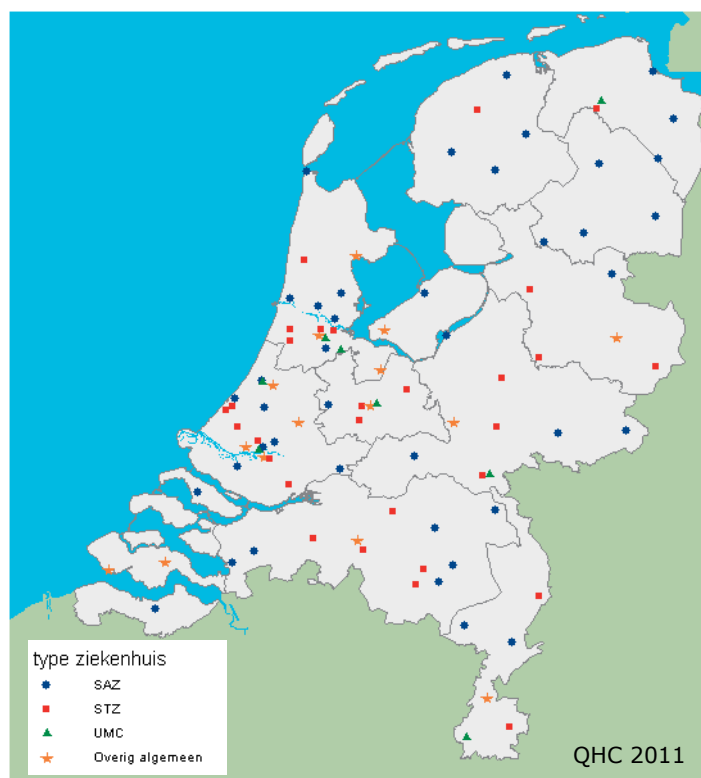 type ziekenhuis
SAZ
STZ
UMC
Overig algemeen
QHC 2011